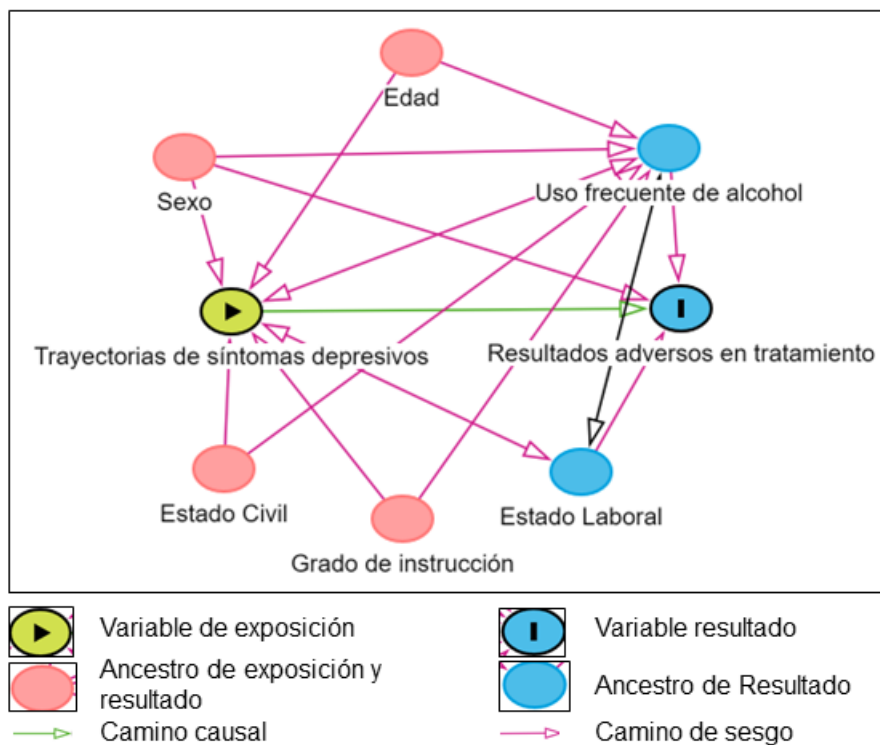 Edad
Uso frecuente de alcohol
Sexo
Trayectorias de síntomas depresivos
Resultados adversos en tratamiento
Estado Civil
Estado Laboral
Grado de instrucción
Variable de exposición
Variable resultado
Ancestro de exposición y
resultado
Ancestro de Resultado
Camino causal
Camino de sesgo